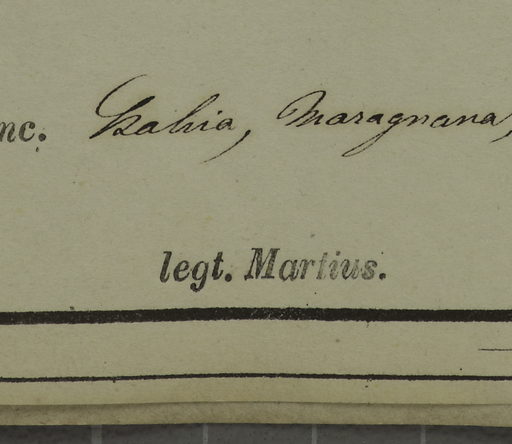 nc. Bahia, Maragnana,
legt. Martius.